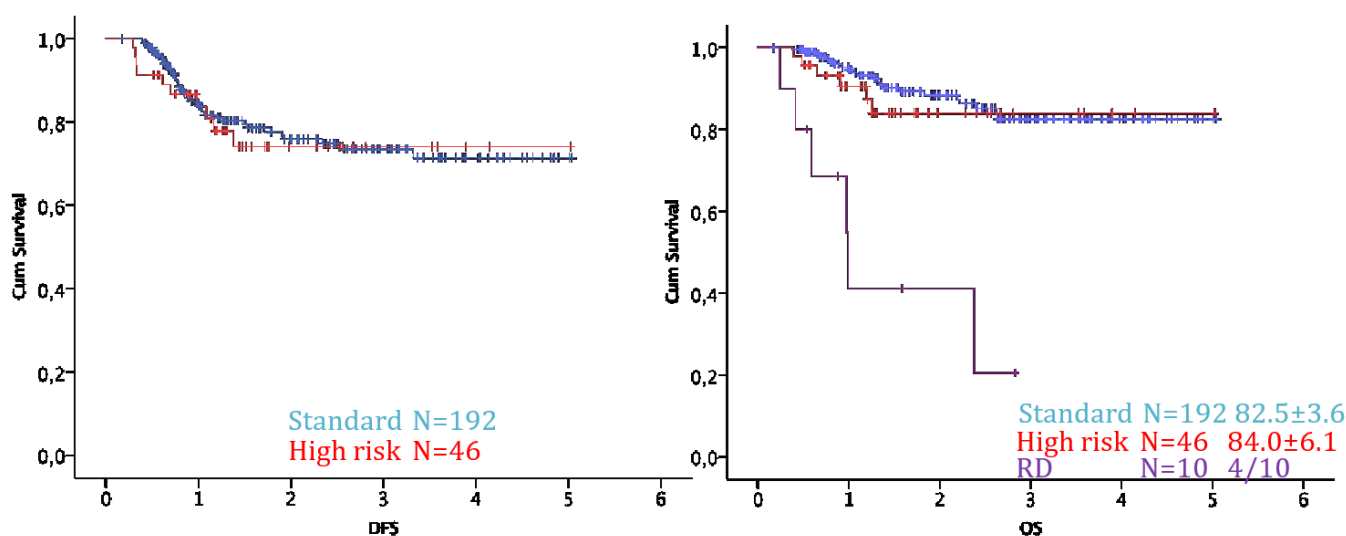 1,0
0,8
0,6
0,4
0,2
0,0
Cum Survival
Standard N=192
High risk N=46
0 1 2 3 4 5 6
DFS
1,0
0,8
0,6
0,4
0,2
0,0
Cum Survival
Standard N=192 82.5±3.6
High risk N=46 84.0±6.1
RD N=10 4/10
0 1 2 3 4 5 6
OS